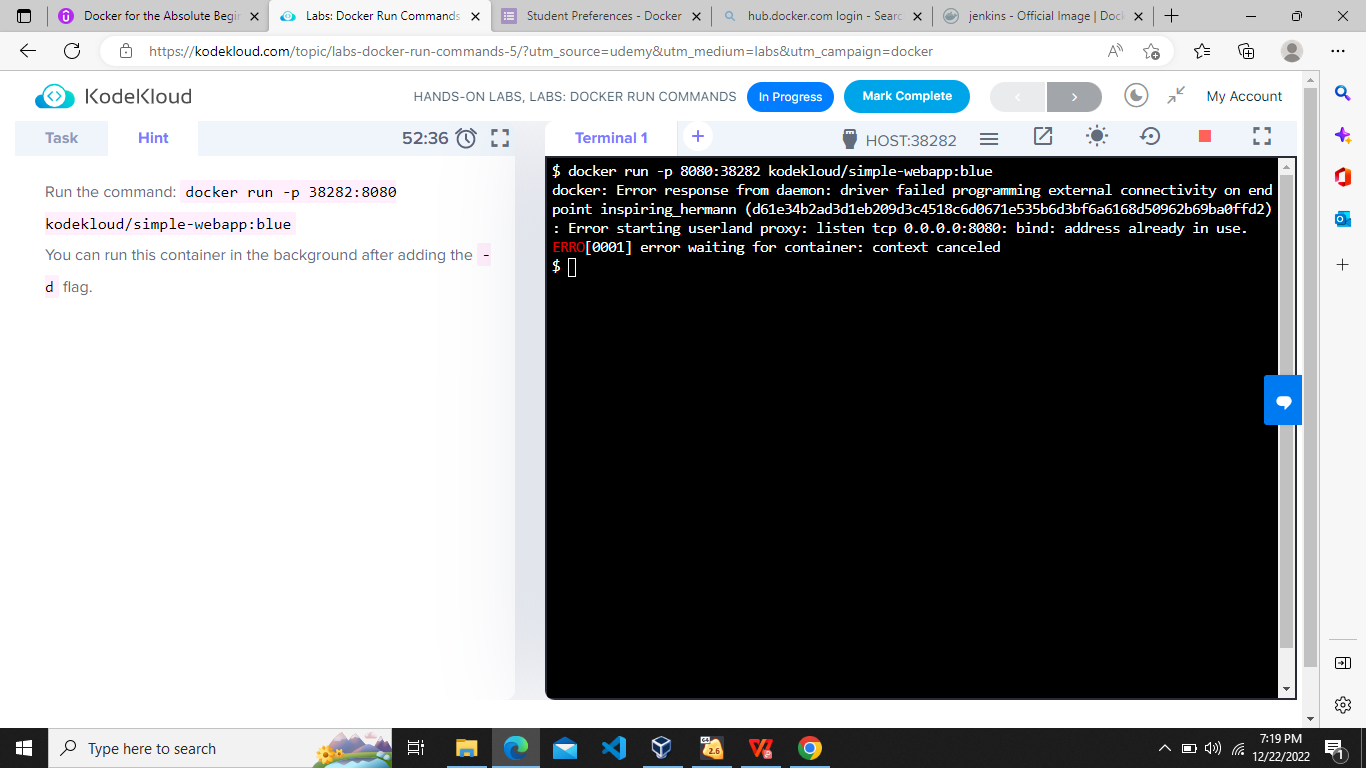 Docker for the Absolute Begin
Labs: Docker Run Commands
Student Preferences - Docker
hub.docker.com login - Searc
jenkins - Official Image | Dock
https://kodekloud.com/topic/labs-docker-run-commands-5/?utm_source=udemy&utm_medium=labs&utm_campaign=docker
KodeKloud
HANDS-ON LABS, LABS: DOCKER RUN COMMANDS
In Progress
Mark Complete
My Account
Task
Hint
52:36
Terminal 1
HOST:38282
Run the command: docker run -p 38282:8080
kodekloud/simple-webapp:blue
You can run this container in the background after adding the -
d flag.
$ docker run -p 8080:38282 kodekloud/simple-webapp:blue
docker: Error response from daemon: driver failed programming external connectivity on end
point inspiring_hermann (d61e34b2ad3d1eb209d3c4518c6d0671e535b6d3bf6a6168d50962b69ba0ffd2)
: Error starting userland proxy: listen tcp 0.0.0.0:8080: bind: address already in use.
ERRO[0001] error waiting for container: context canceled
$
Type here to search
7:19 PM
12/22/2022
1